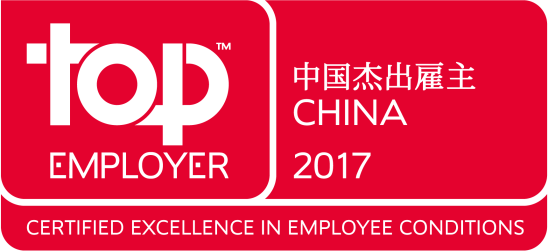 top™
EMPLOYER
中国杰出雇主
CHINA
2017
CERTIFIED EXCELLENCE IN EMPLOYEE CONDITIONS